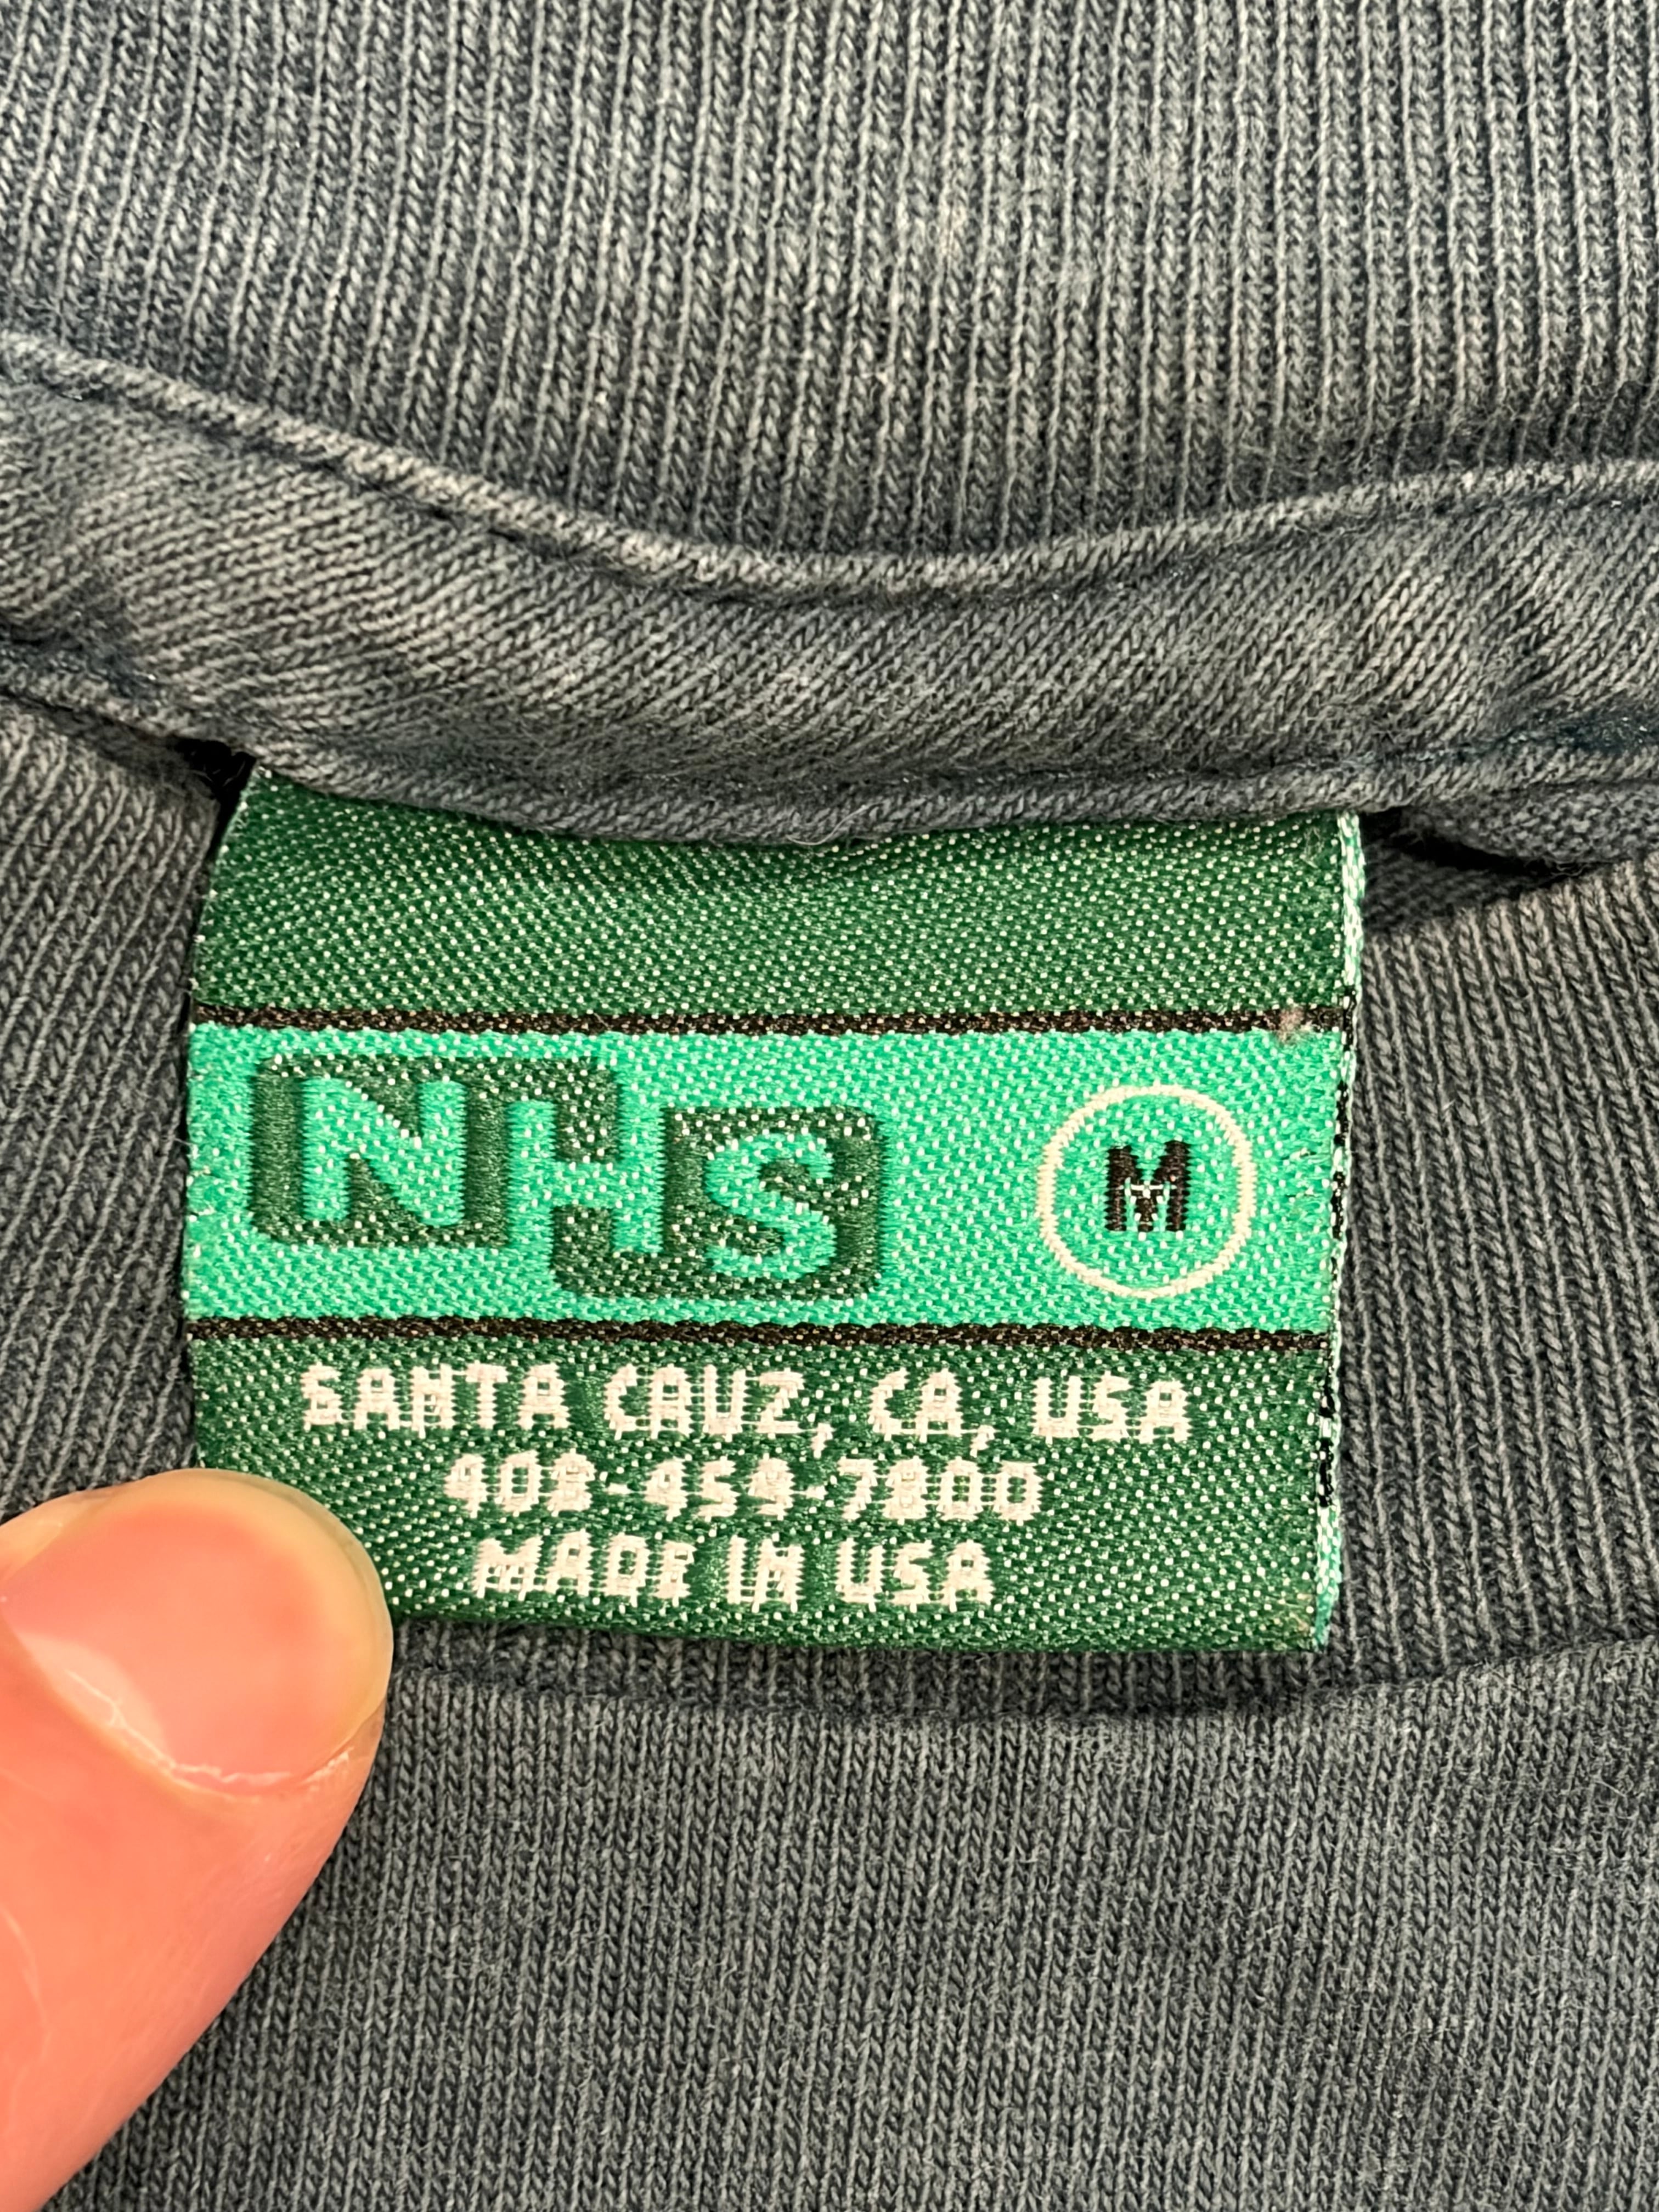 NHS M
SANTA CRUZ, CA, USA
408-459-7800
MADE IN USA